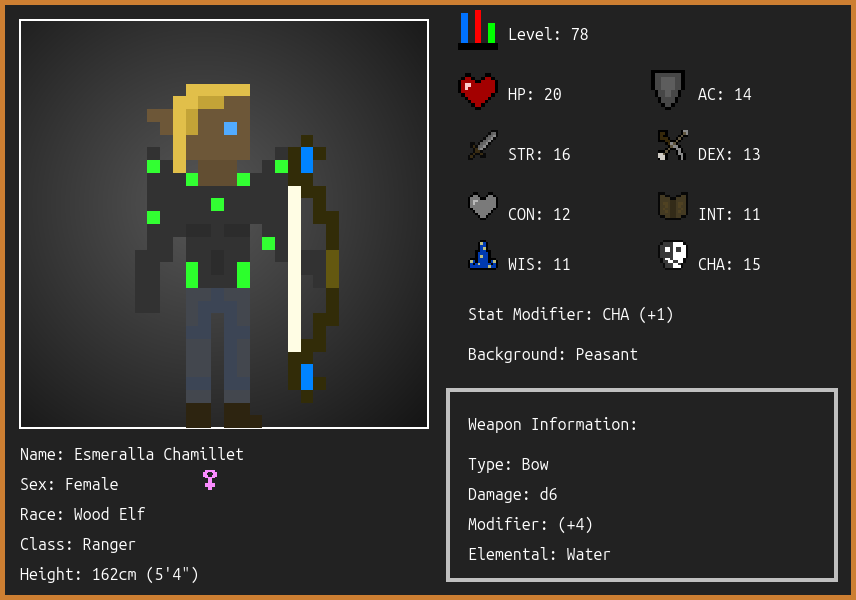 Level: 78
HP: 20
AC: 14
STR: 16
DEX: 13
CON: 12
INT: 11
WIS: 11
CHA: 15
Stat Modifier: CHA (+1)
Background: Peasant
Name: Esmeralla Chamillet
Sex: Female
Race: Wood Elf
Class: Ranger
Height: 162cm (5'4")
Weapon Information:
Type: Bow
Damage: d6
Modifier: (+4)
Elemental: Water